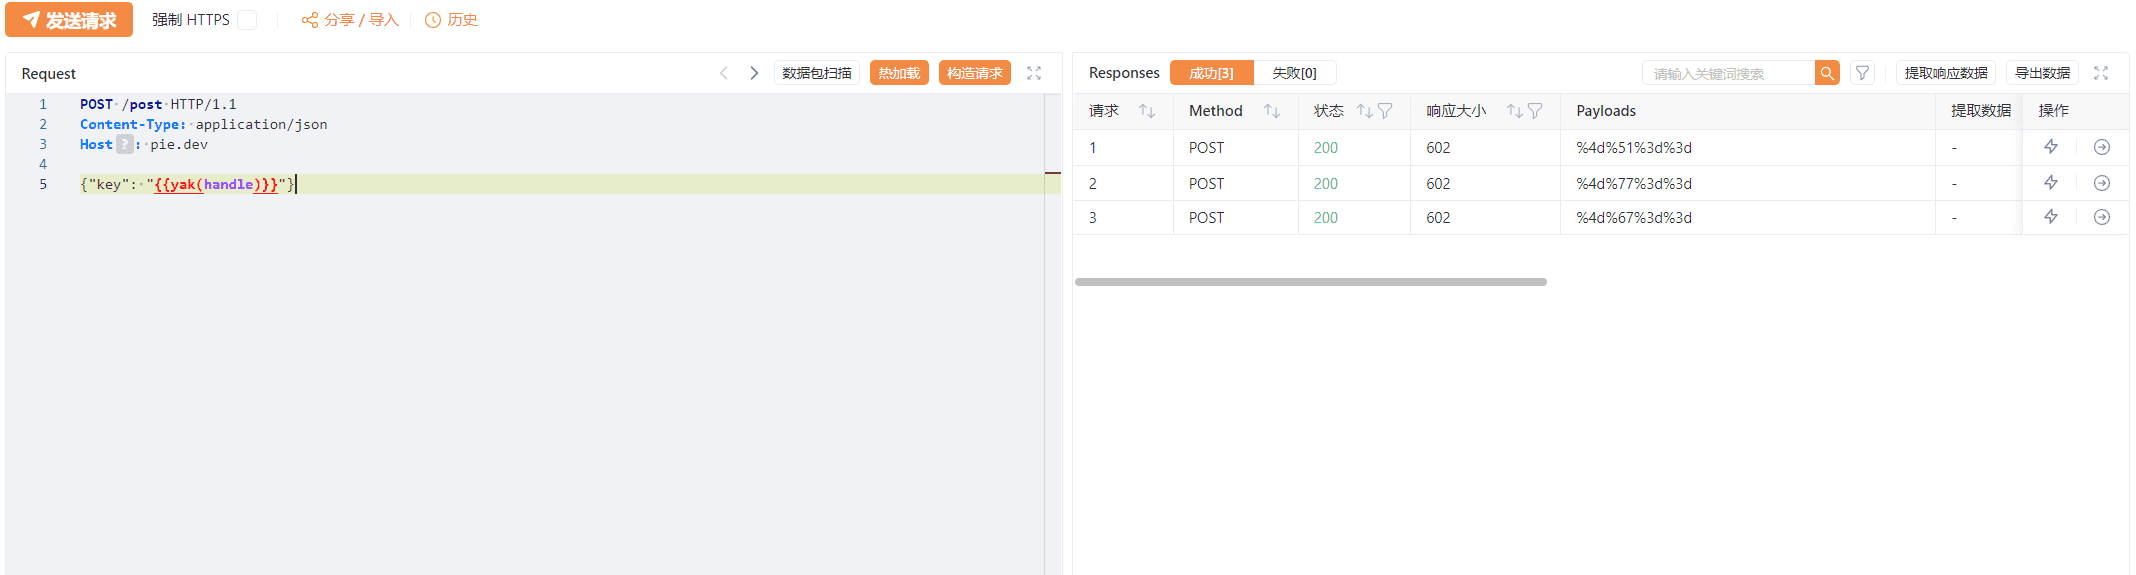 发送请求 强制 HTTPS 分享 / 导入 历史
Request 数据包扫描 热加载 构造请求
1 POST /post HTTP/1.1
2 Content-Type: application/json
3 Host ? : pie.dev
4
5 {"key": "{{yak(handle)}}"}
Responses 成功[3] 失败[0] 请输入关键词搜索 提取响应数据 导出数据
请求 Method 状态 响应大小 Payloads 提取数据 操作
1 POST 200 602 %4d%51%3d%3d -
2 POST 200 602 %4d%77%3d%3d -
3 POST 200 602 %4d%67%3d%3d -